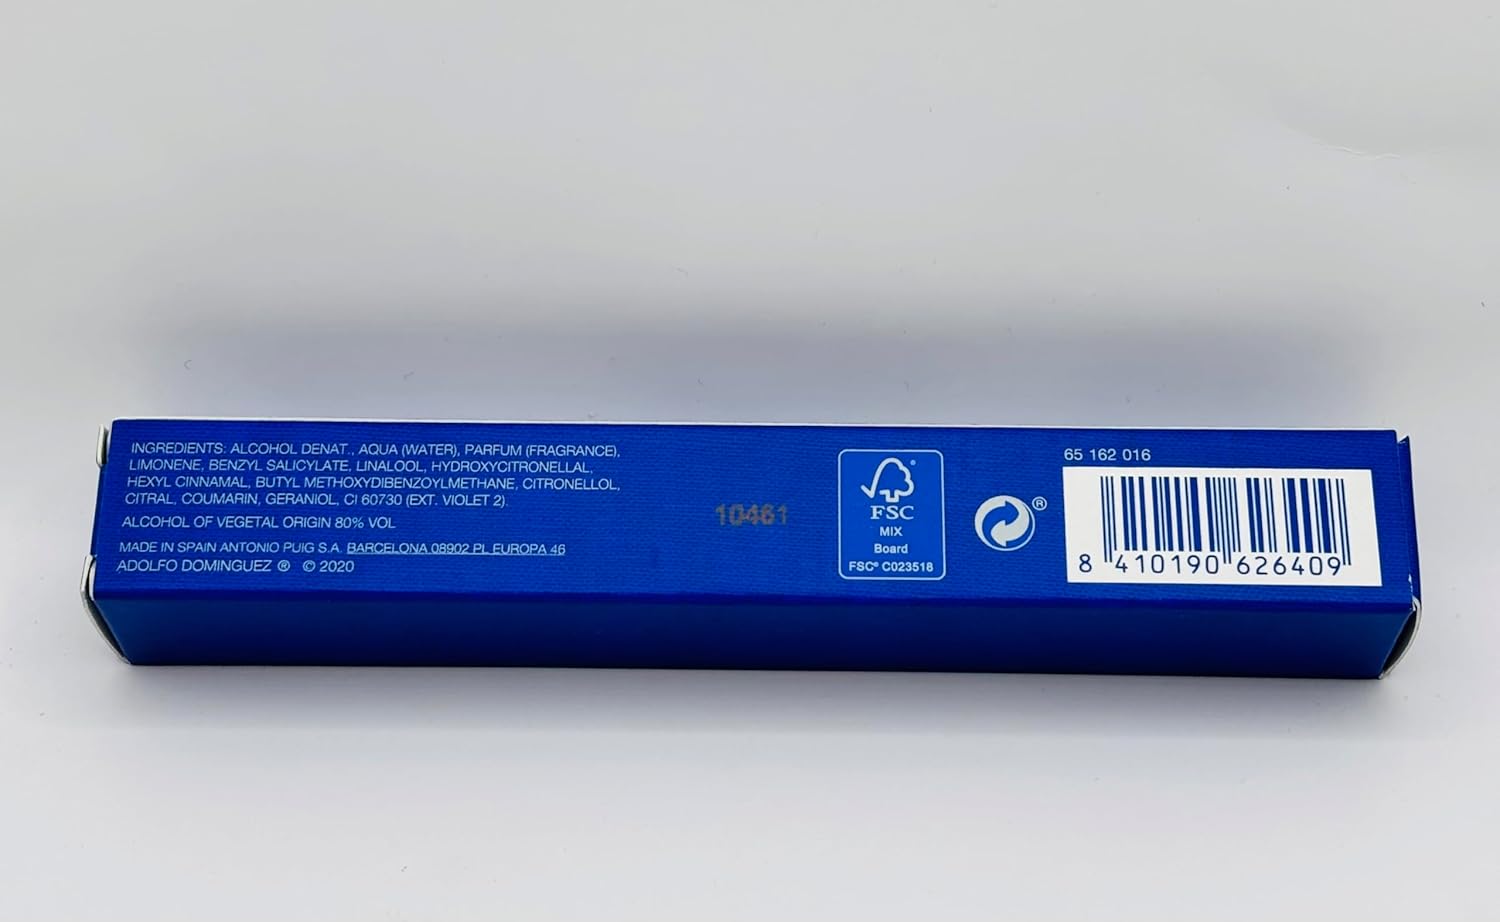 INGREDIENTS: ALCOHOL DENAT., AQUA (WATER), PARFUM (FRAGRANCE),
LIMONENE, BENZYL SALICYLATE, LINALOOL, HYDROXYCITRONELLAL,
HEXYL CINNAMAL, BUTYL METHOXYDIBENZOYLMETHANE, CITRONELLOL,
CITRAL, COUMARIN, GERANIOL, CI 60730 (EXT. VIOLET 2).
ALCOHOL OF VEGETAL ORIGIN 80% VOL
MADE IN SPAIN ANTONIO PUIG S.A. BARCELONA 08902 PL EUROPA 46
ADOLFO DOMINGUEZ ® © 2020
10461
®
FSC
MIX
Board
FSC® C023518
®
65 162 016
8 410190 626409